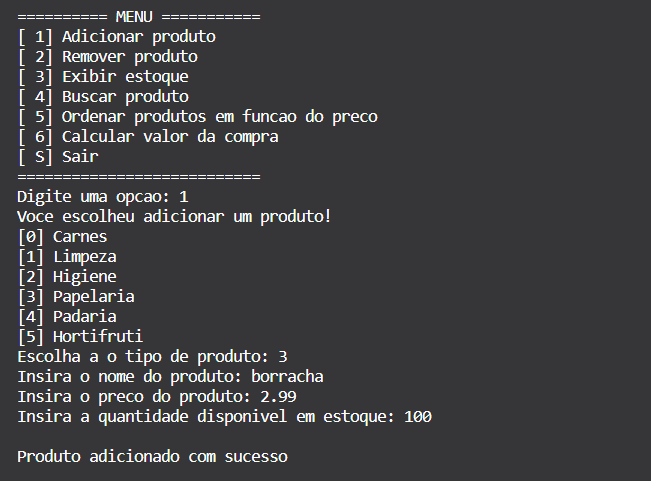 ========== MENU ===========
[ 1] Adicionar produto
[ 2] Remover produto
[ 3] Exibir estoque
[ 4] Buscar produto
[ 5] Ordenar produtos em funcao do preco
[ 6] Calcular valor da compra
[ S] Sair
===========================
Digite uma opcao: 1
Voce escolheu adicionar um produto!
[0] Carnes
[1] Limpeza
[2] Higiene
[3] Papelaria
[4] Padaria
[5] Hortifruti
Escolha a o tipo de produto: 3
Insira o nome do produto: borracha
Insira o preco do produto: 2.99
Insira a quantidade disponivel em estoque: 100
Produto adicionado com sucesso